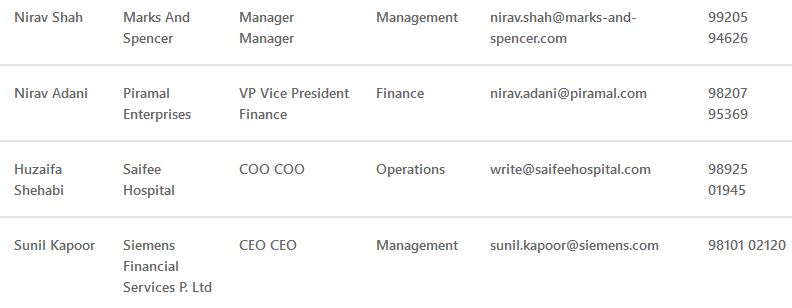 Nirav Shah Marks And Manager Management nirav.shah@marks-and- 99205
Spencer Manager spencer.com 94626
Nirav Adani Piramal VP Vice President Finance nirav.adani@piramal.com 98207
Enterprises Finance 95369
Huzaifa Saifee COO COO Operations write@saifeehospital.com 98925
Shehabi Hospital 01945
Sunil Kapoor Siemens CEO CEO Management sunil.kapoor@siemens.com 98101 02120
Financial
Services P. Ltd